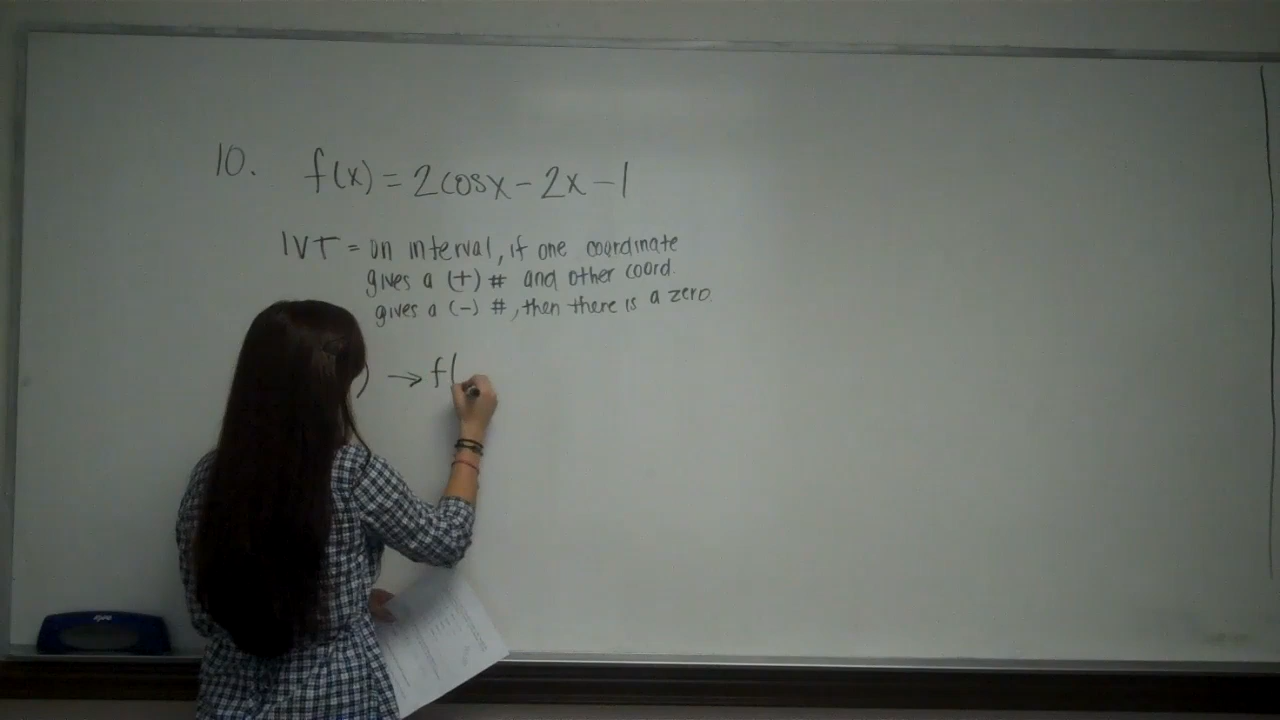 10. f(x) = 2cosx - 2x - 1
IVT = on interval, if one coordinate
gives a (+) # and other coord.
gives a (-) #, then there is a zero.
) → f(